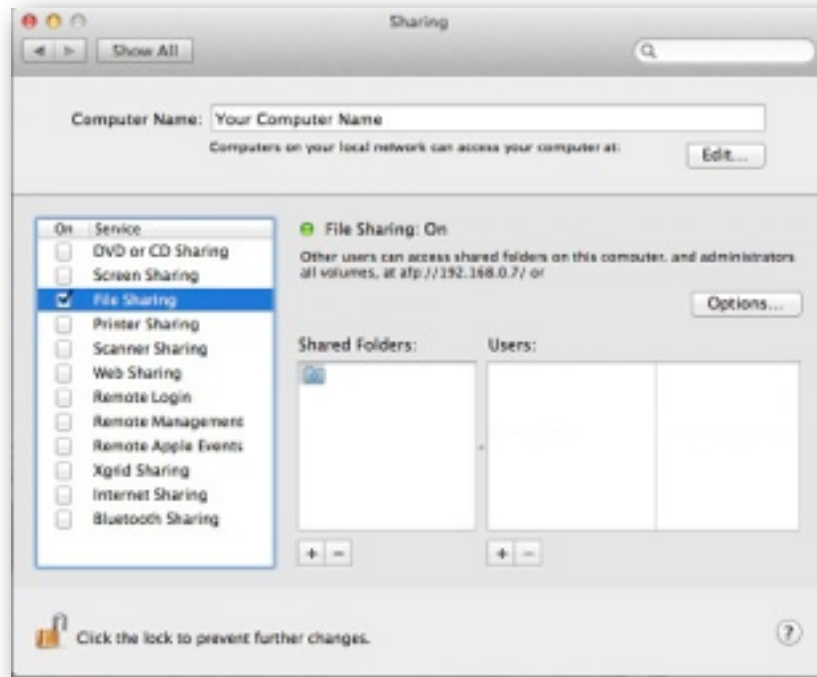 Sharing
Show All
Computer Name: Your Computer Name
Computers on your local network can access your computer at:
Edit...
On Service
DVD or CD Sharing
Screen Sharing
File Sharing
Printer Sharing
Scanner Sharing
Web Sharing
Remote Login
Remote Management
Remote Apple Events
Xgrid Sharing
Internet Sharing
Bluetooth Sharing
File Sharing: On
Other users can access shared folders on this computer, and administrators
all volumes, at afp://192.168.0.7/ or
Options...
Shared Folders: Users:
+ − + −
Click the lock to prevent further changes.
?